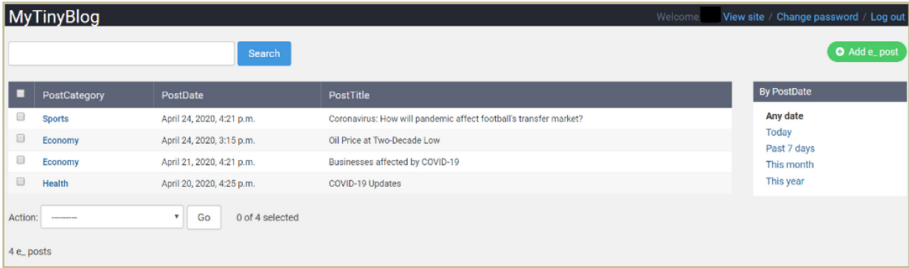 MyTinyBlog
Welcome, View site / Change password / Log out
Search
Add e_ post
PostCategory PostDate PostTitle
Sports April 24, 2020, 4:21 p.m. Coronavirus: How will pandemic affect football's transfer market?
Economy April 24, 2020, 3:15 p.m. Oil Price at Two-Decade Low
Economy April 21, 2020, 4:21 p.m. Businesses affected by COVID-19
Health April 20, 2020, 4:25 p.m. COVID-19 Updates
By PostDate
Any date
Today
Past 7 days
This month
This year
Action: --------- Go 0 of 4 selected
4 e_ posts